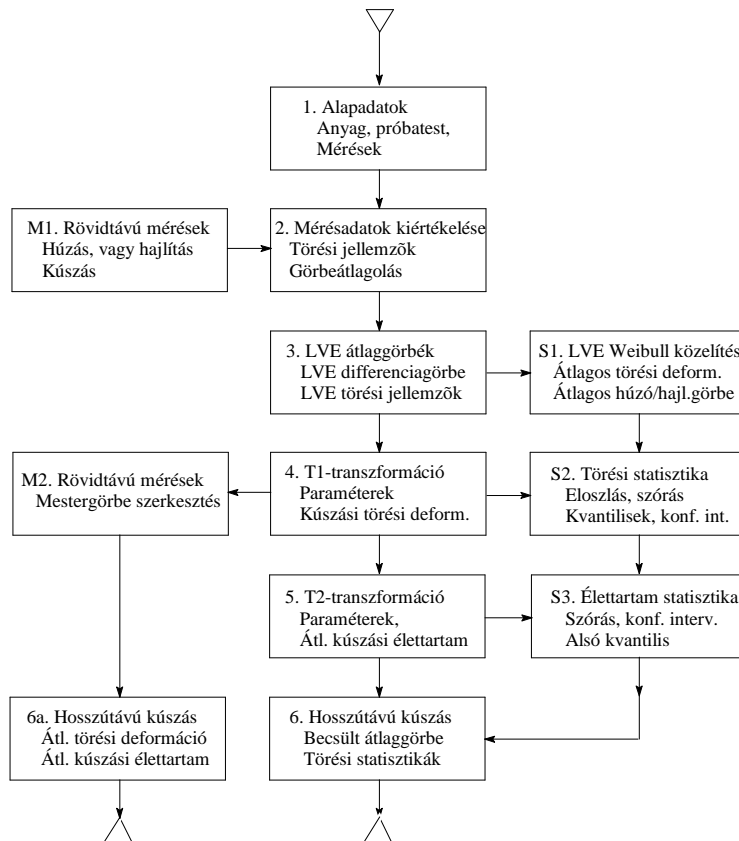 1. Alapadatok
Anyag, próbatest,
Mérések
M1. Rövidtávú mérések
Húzás, vagy hajlítás
Kúszás
2. Mérésadatok kiértékelése
Törési jellemzõk
Görbeátlagolás
3. LVE átlaggörbék
LVE differenciagörbe
LVE törési jellemzõk
S1. LVE Weibull közelítés
Átlagos törési deform.
Átlagos húzó/hajl.görbe
M2. Rövidtávú mérések
Mestergörbe szerkesztés
4. T1-transzformáció
Paraméterek
Kúszási törési deform.
S2. Törési statisztika
Eloszlás, szórás
Kvantilisek, konf. int.
5. T2-transzformáció
Paraméterek,
Átl. kúszási élettartam
S3. Élettartam statisztika
Szórás, konf. interv.
Alsó kvantilis
6a. Hosszútávú kúszás
Átl. törési deformáció
Átl. kúszási élettartam
6. Hosszútávú kúszás
Becsült átlaggörbe
Törési statisztikák